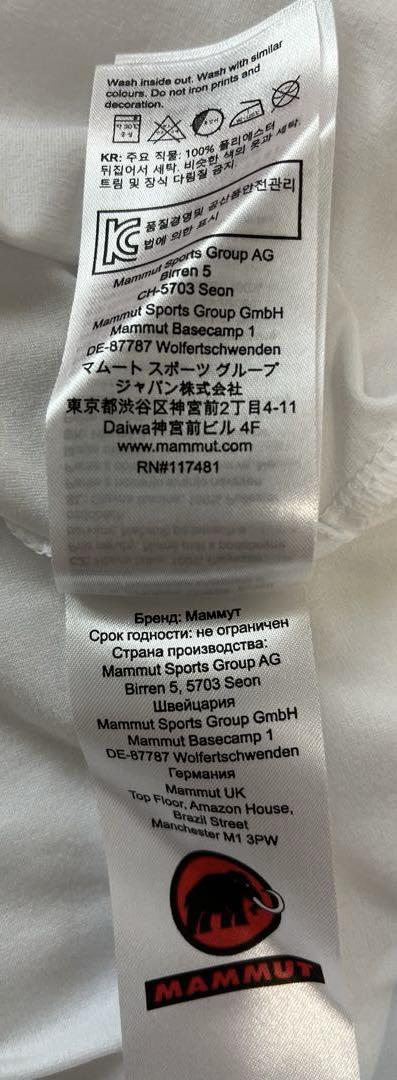 Wash inside out. Wash with similar
colours. Do not iron prints and
decoration.
KR: 주요 직물: 100% 폴리에스터
뒤집어서 세탁. 비슷한 색의 옷과 세탁.
트림 및 장식 다림질 금지.
품질경영및 공산품안전관리
법에 의한 표시
Mammut Sports Group AG
Birren 5
CH-5703 Seon
Mammut Sports Group GmbH
Mammut Basecamp 1
DE-87787 Wolfertschwenden
マムート スポーツ グループ
ジャパン株式会社
東京都渋谷区神宮前2丁目4-11
Daiwa神宮前ビル 4F
www.mammut.com
RN#117481
Бренд: Маммут
Срок годности: не ограничен
Страна производства:
Mammut Sports Group AG
Birren 5, 5703 Seon
Швейцария
Mammut Sports Group GmbH
Mammut Basecamp 1
DE-87787 Wolfertschwenden
Германия
Mammut UK
Top Floor, Amazon House,
Brazil Street
Manchester M1 3PW
MAMMUT